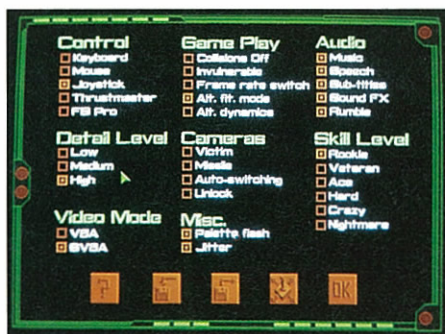 Control
Keyboard
Mouse
Joystick
Thrustmaster
FS Pro
Game Play
Collisions Off
Invulnerable
Frame rate switch
Alt. flt. mode
Alt. dynamics
Audio
Music
Speech
Sub-titles
Sound FX
Rumble
Detail Level
Low
Medium
High
Cameras
Victim
Missile
Auto-switching
Unlock
Skill Level
Rookie
Veteran
Ace
Hard
Crazy
Nightmare
Video Mode
VGA
SVGA
Misc.
Palette flash
Jitter
?
OK